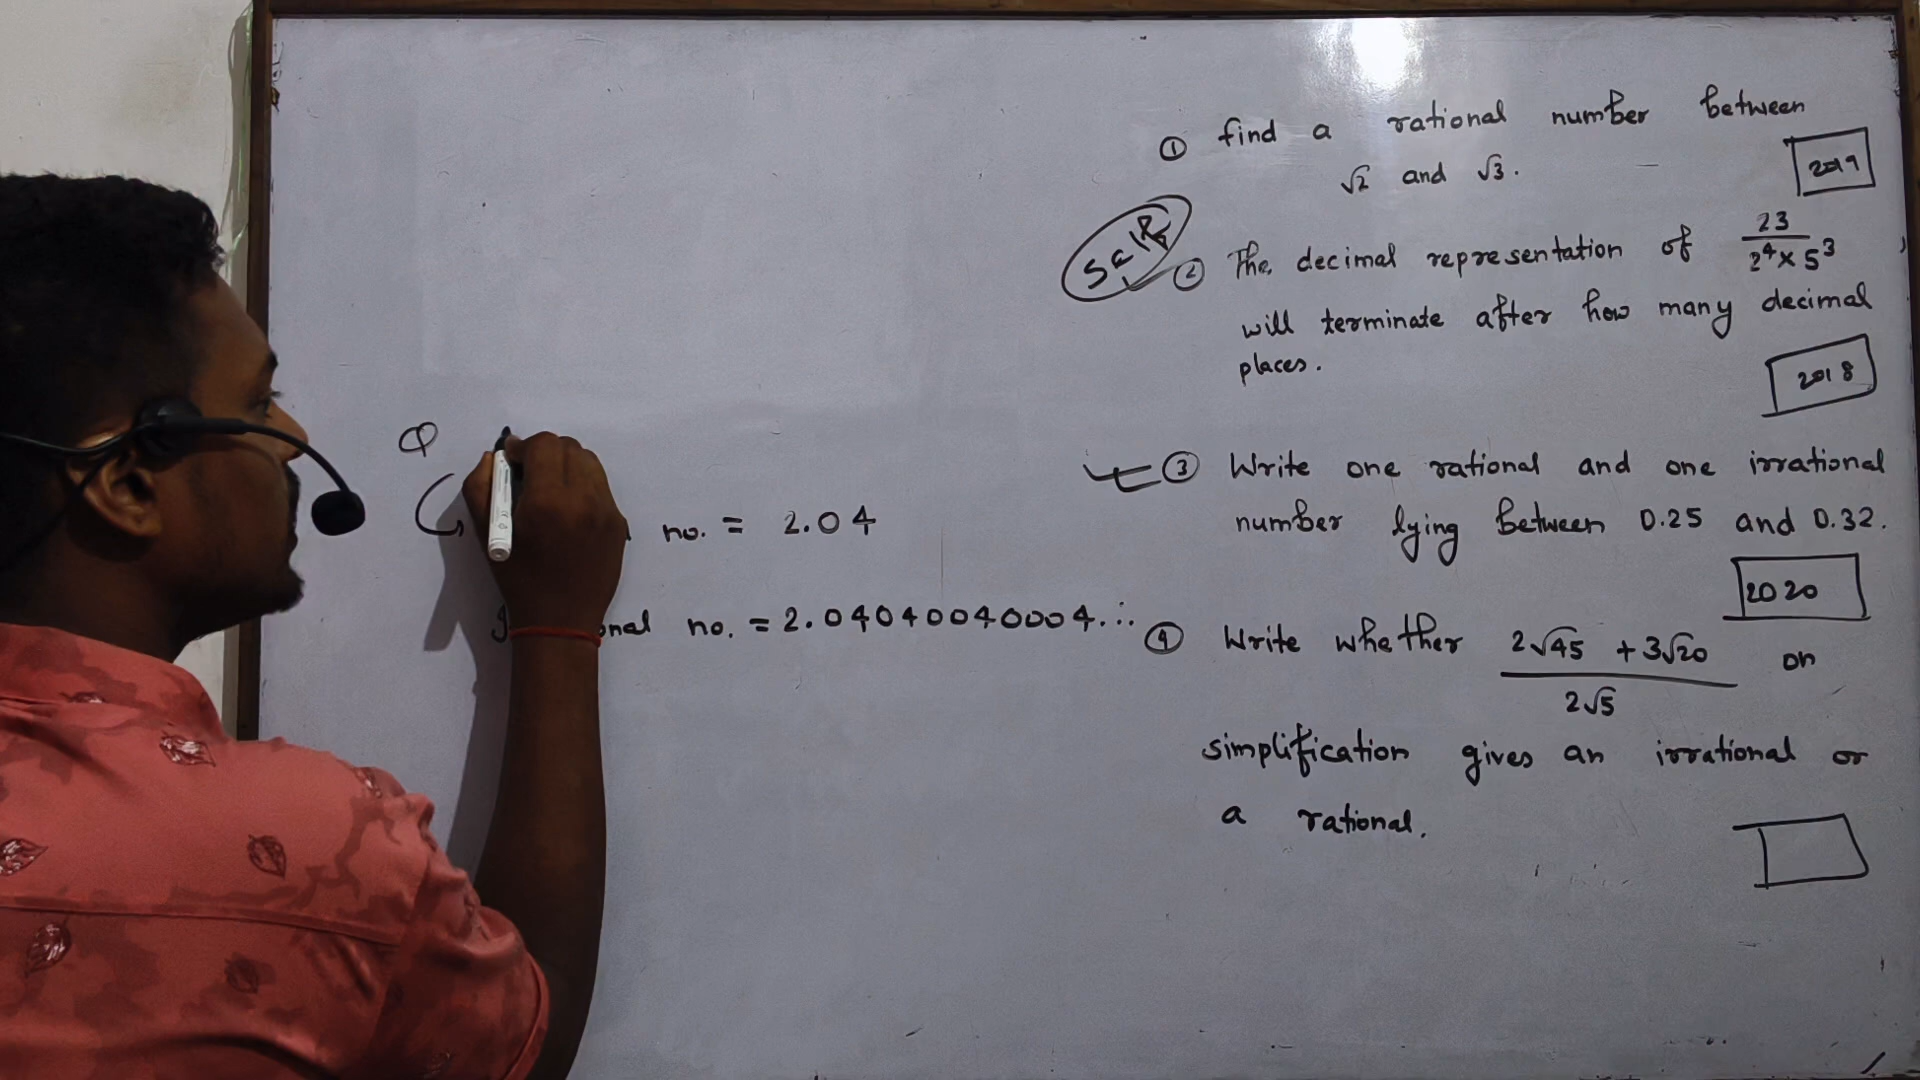 ① find a rational number between
√2 and √3.
2019
Self
② The decimal representation of 23/2⁴×5³,
will terminate after how many decimal
places.
2018
③ Write one rational and one irrational
number lying between 0.25 and 0.32.
2020
④ Write whether (2√45 + 3√20)/2√5 on
simplification gives an irrational or
a rational.
Q
no. = 2.04
no. = 2.04040040004...